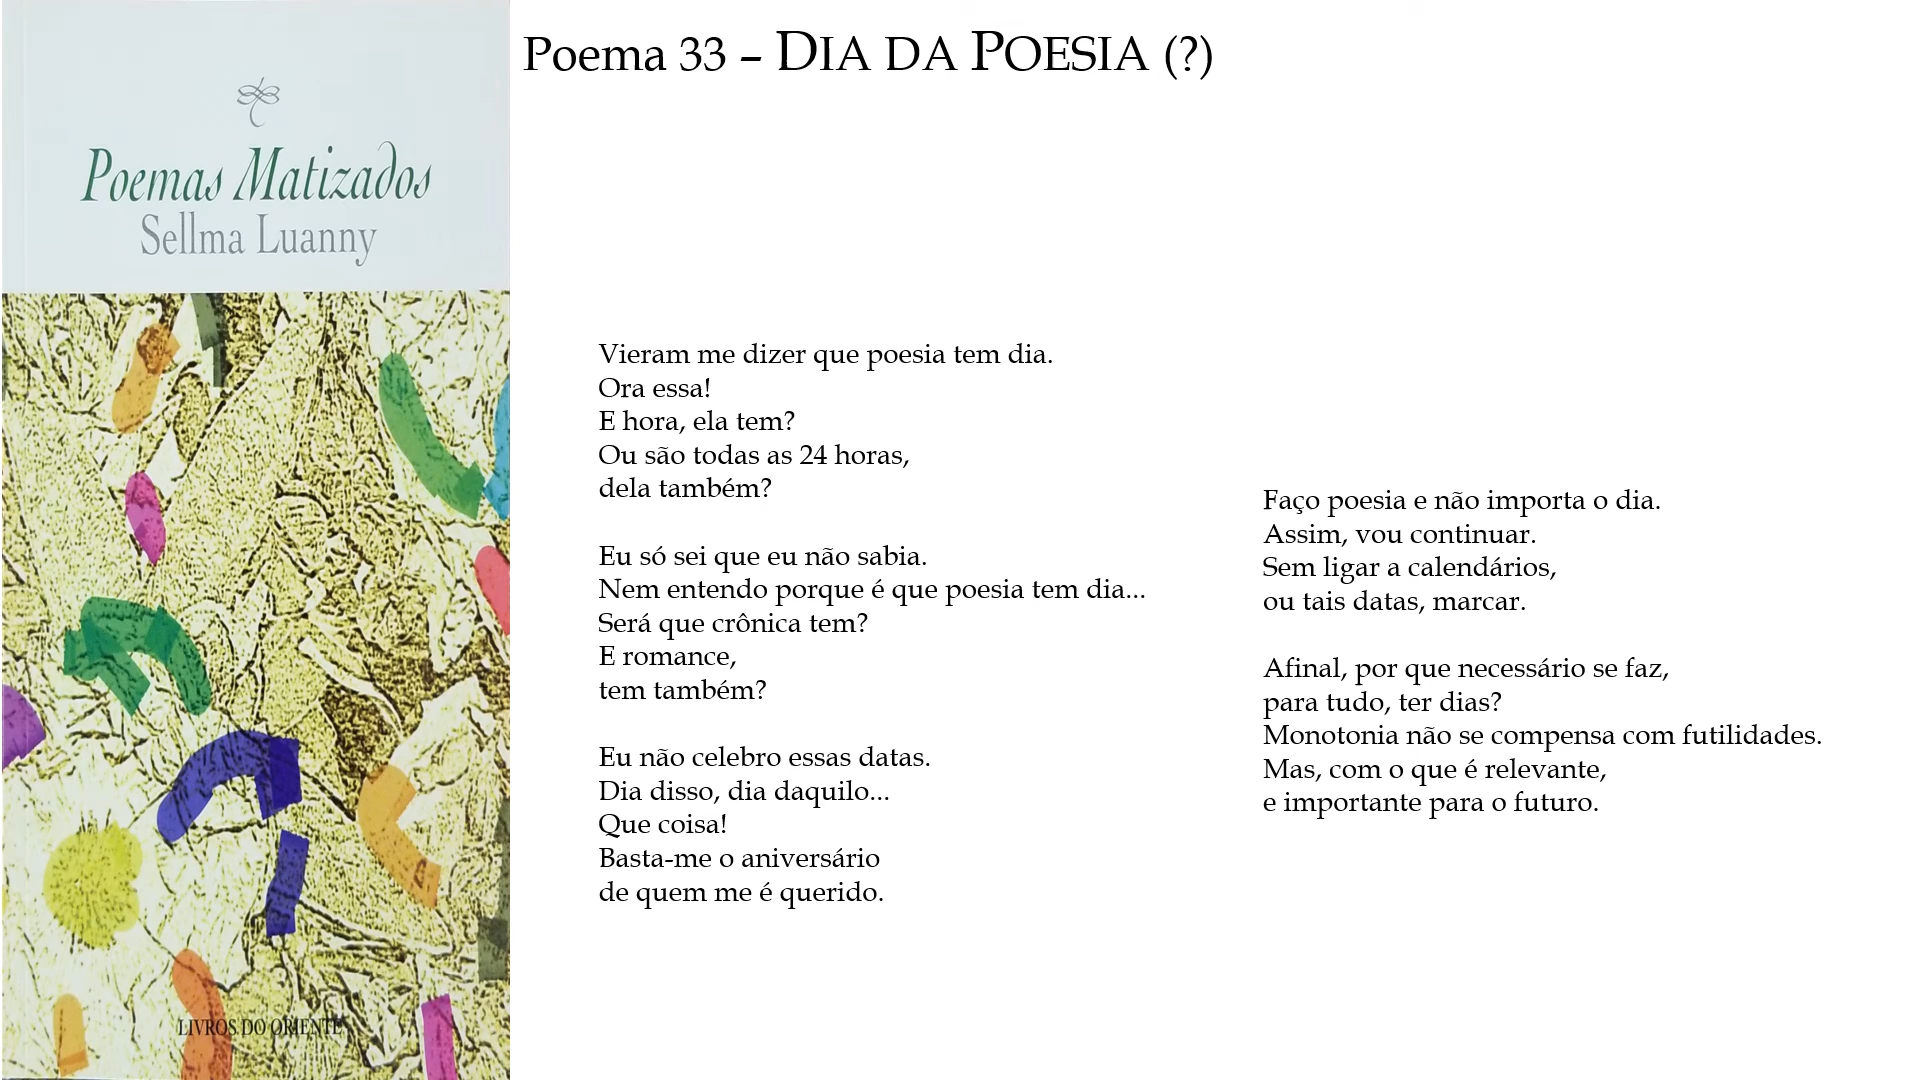 Poemas Matizados
Sellma Luanny
LIVROS DO ORIENTE
Poema 33 – DIA DA POESIA (?)
Vieram me dizer que poesia tem dia.
Ora essa!
E hora, ela tem?
Ou são todas as 24 horas,
dela também?
Eu só sei que eu não sabia.
Nem entendo porque é que poesia tem dia...
Será que crônica tem?
E romance,
tem também?
Eu não celebro essas datas.
Dia disso, dia daquilo...
Que coisa!
Basta-me o aniversário
de quem me é querido.
Faço poesia e não importa o dia.
Assim, vou continuar.
Sem ligar a calendários,
ou tais datas, marcar.
Afinal, por que necessário se faz,
para tudo, ter dias?
Monotonia não se compensa com futilidades.
Mas, com o que é relevante,
e importante para o futuro.